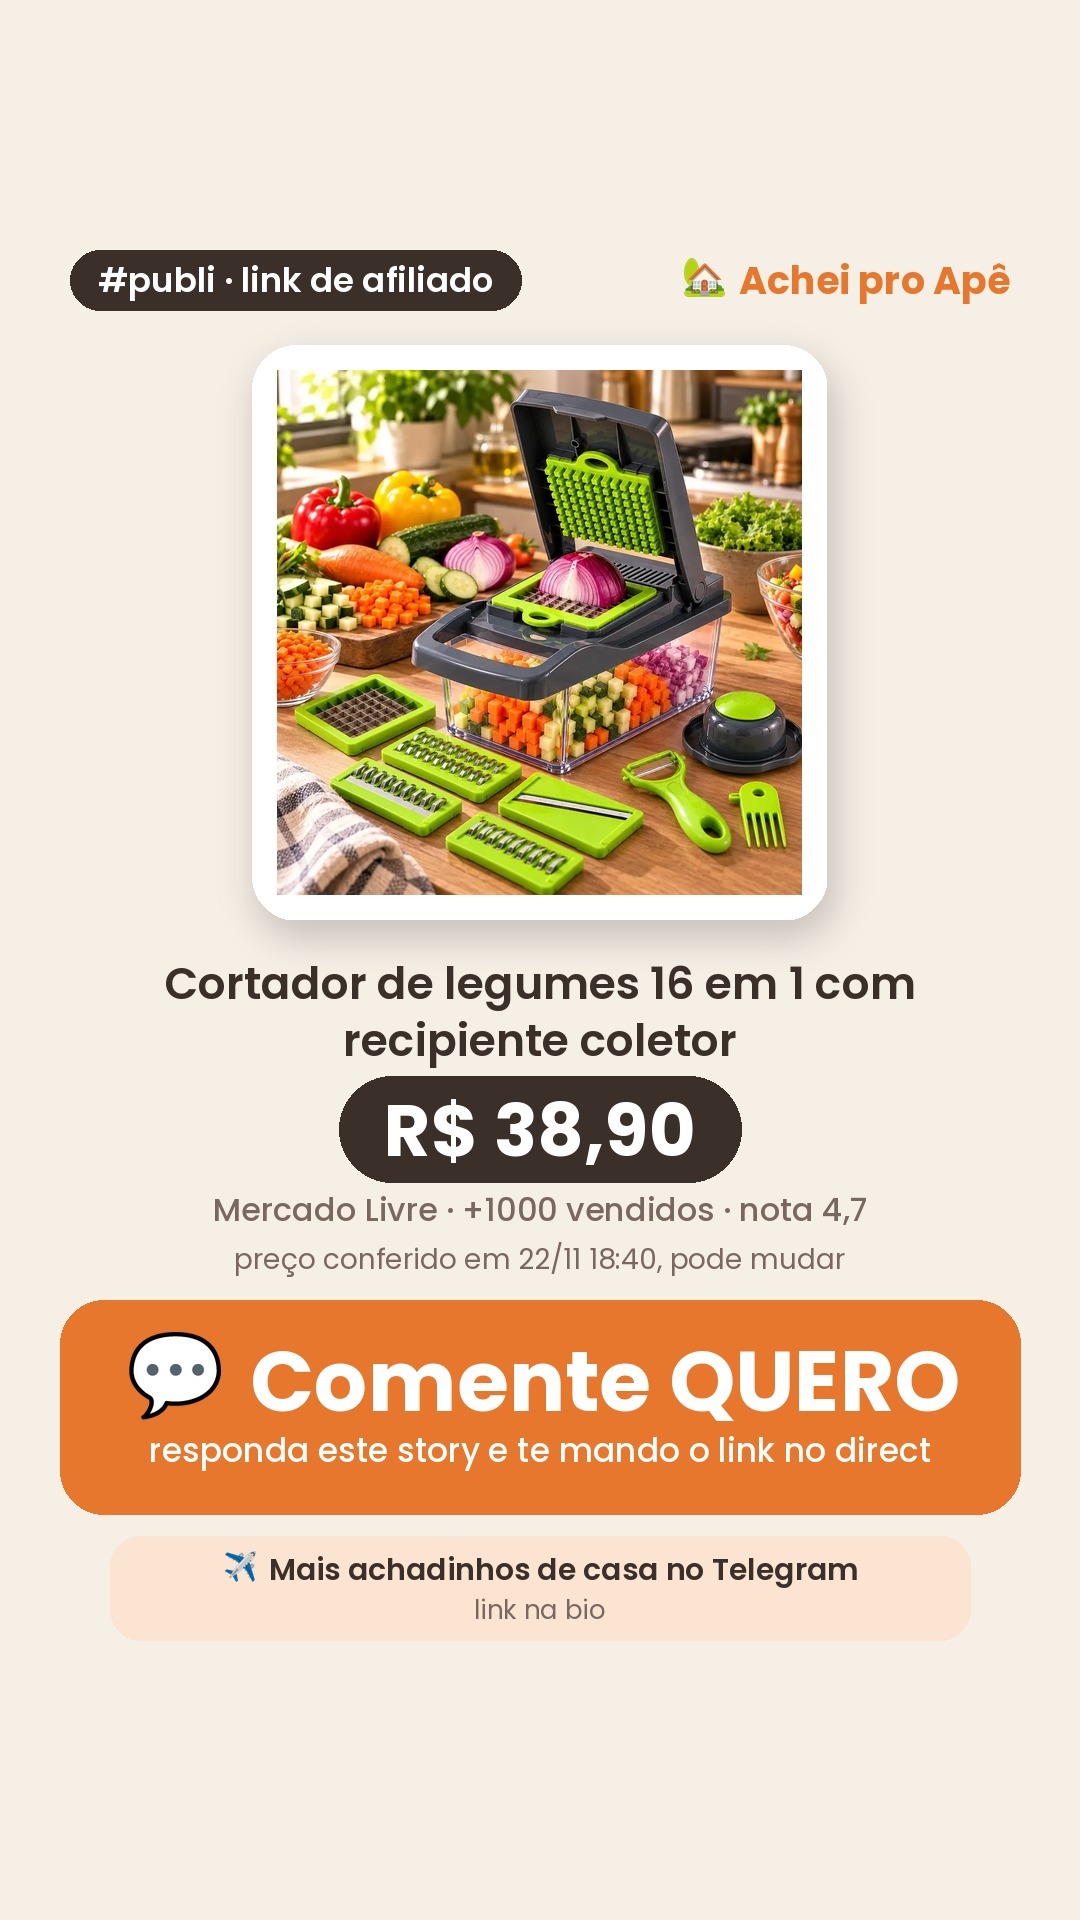 #publi · link de afiliado
🏡 Achei pro Apê
Cortador de legumes 16 em 1 com
recipiente coletor
R$ 38,90
Mercado Livre · +1000 vendidos · nota 4,7
preço conferido em 22/11 18:40, pode mudar
💬 Comente QUERO
responda este story e te mando o link no direct
✈️ Mais achadinhos de casa no Telegram
link na bio